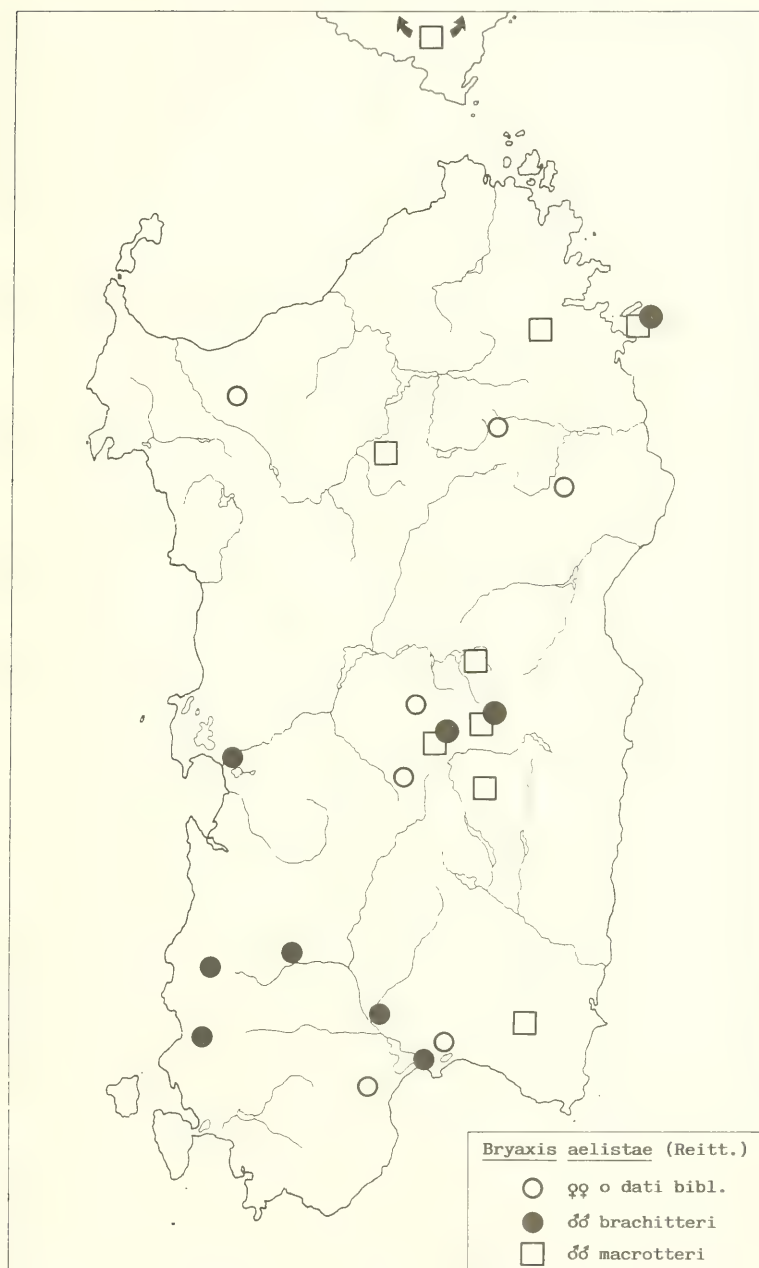 Bryaxis aelistae (Reitt.)
♀♀ o dati bibl.
♂♂ brachitteri
♂♂ macrotteri